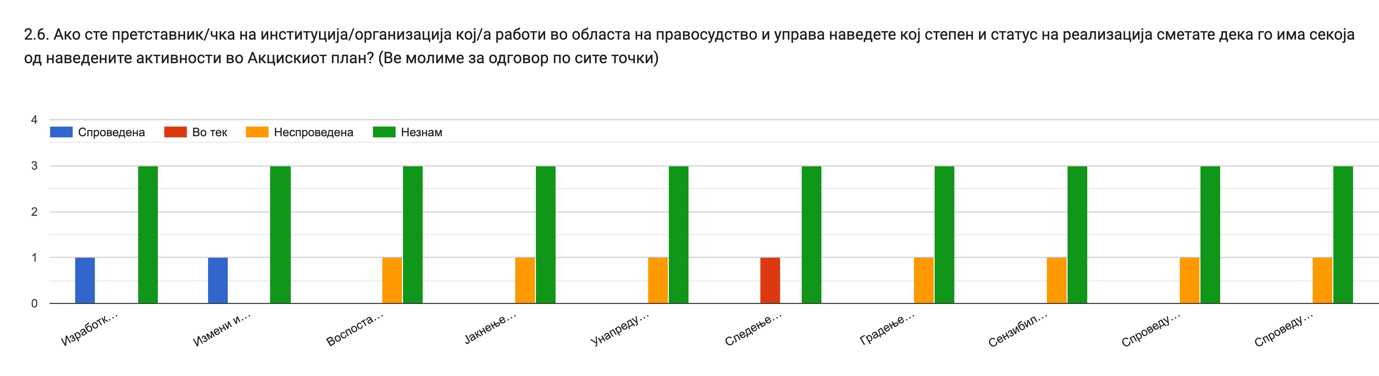 2.6. Ако сте претставник/чка на институција/организација кој/а работи во областа на правосудство и управа наведете кој степен и статус на реализација сметате дека го има секоја
од наведените активности во Акцискиот план? (Ве молиме за одговор по сите точки)
4
Спроведена Во тек Неспроведена Незнам
3
2
1
0
Изработк... Измени и... Воспоста... Јакнење... Унапреду... Следење... Градење... Сензибил... Спроведу... Спроведу...